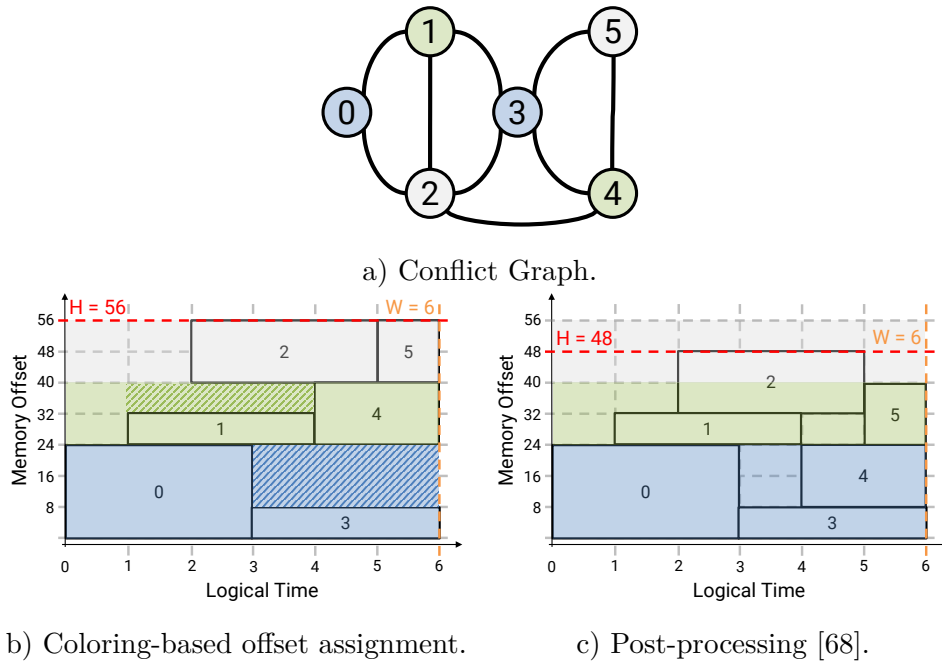 1
5
0
3
2
4
a) Conflict Graph.
H = 56
W = 6
56
48
40
32
24
16
8
2
5
4
1
0
3
Memory Offset
0 1 2 3 4 5 6
Logical Time
b) Coloring-based offset assignment.
56
H = 48
W = 6
48
40
32
24
16
8
2
5
1
4
0
3
Memory Offset
0 1 2 3 4 5 6
Logical Time
c) Post-processing [68].